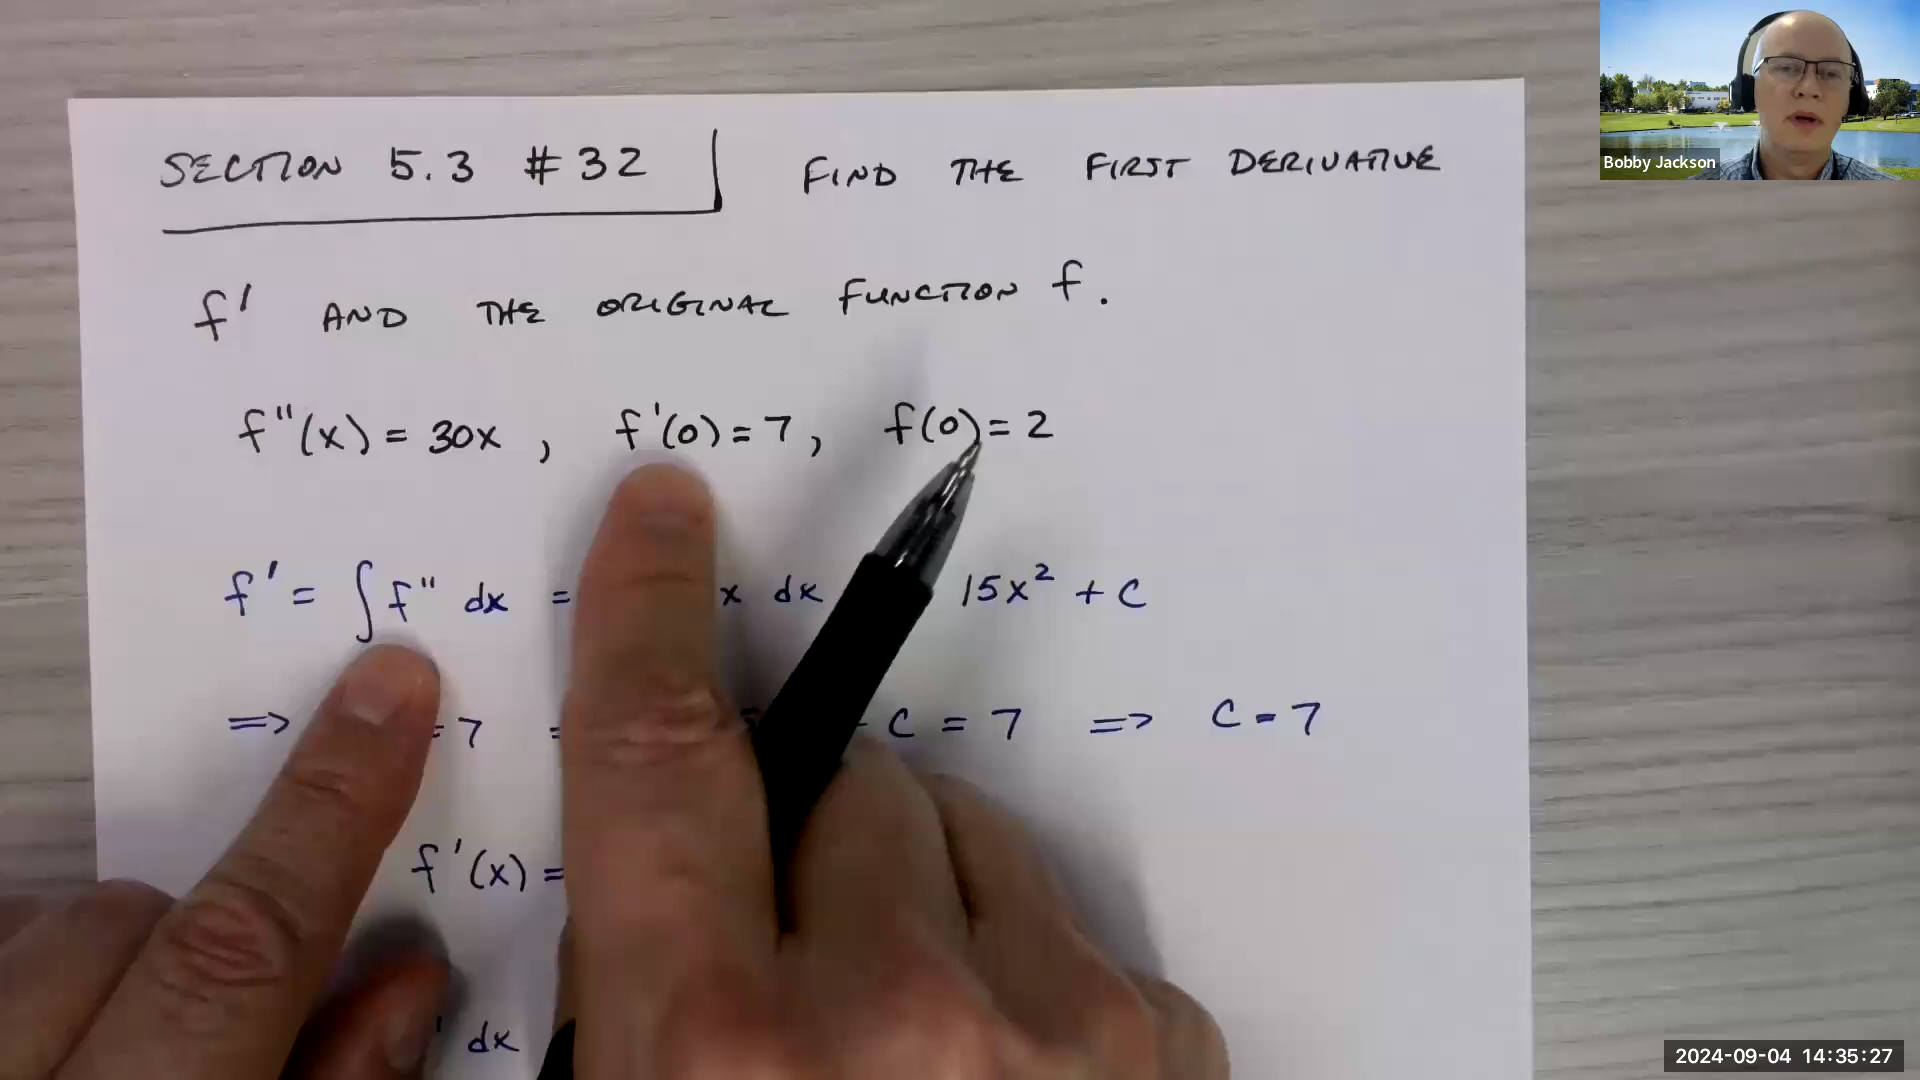 SECTION 5.3 #32 FIND THE FIRST DERIVATIVE
f' AND THE ORIGINAL FUNCTION f.
f"(x) = 30x , f'(0) = 7 , f(0) = 2
f' = ∫ f" dx = x dx 15x² + C
=> = 7 = C = 7 => C = 7
f'(x) =
' dx
Bobby Jackson
2024-09-04 14:35:27